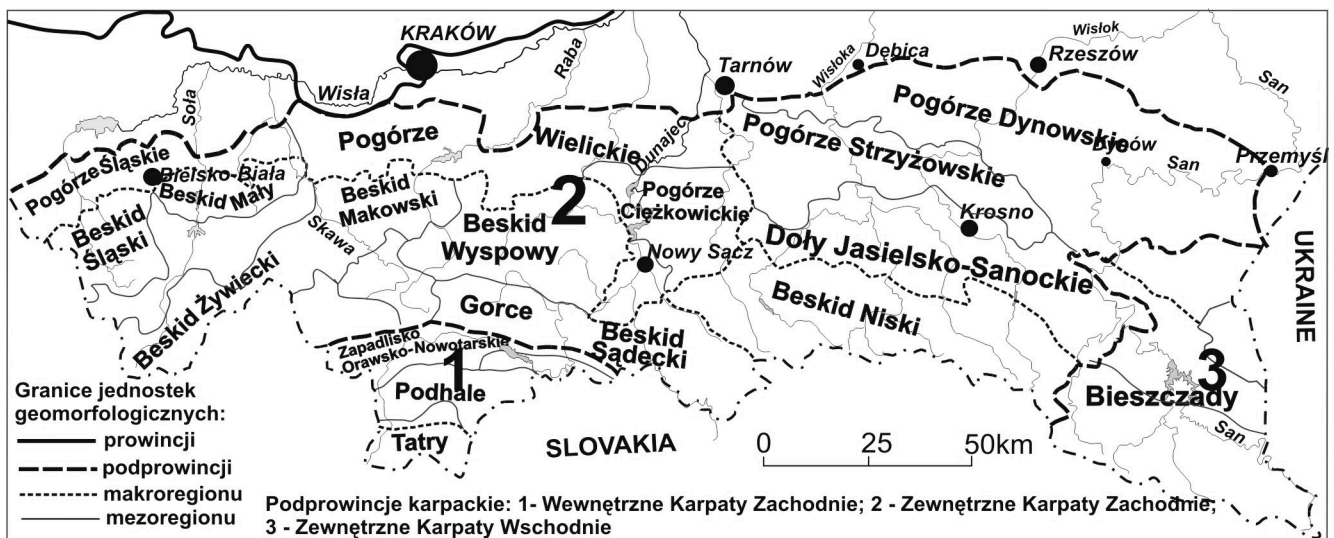 KRAKÓW
Wisłok
Raba
Wisłoka
Dębica
Rzeszów
Tarnów
San
Wisła
Soła
Pogórze
Wielickie
Dunajec
Pogórze Dynowskie
Pogórze Strzyżowskie
Dynów
San
Przemyśl
Pogórze Śląskie
Bielsko-Biała
Beskid Mały
Beskid
Śląski
Beskid
Makowski
Skawa
2
Beskid
Wyspowy
Pogórze
Ciężkowickie
Krosno
Nowy Sącz
Doły Jasielsko-Sanockie
UKRAINE
Beskid Żywiecki
Gorce
Beskid
Sądecki
Beskid Niski
Zapadlisko
Orawsko-Nowotarskie
1
Podhale
Tatry
3
Bieszczady
San
SLOVAKIA
0 25 50km
Granice jednostek
geomorfologicznych:
prowincji
podprowincji
makroregionu
mezoregionu
Podprowincje karpackie: 1- Wewnętrzne Karpaty Zachodnie; 2 - Zewnętrzne Karpaty Zachodnie;
3 - Zewnętrzne Karpaty Wschodnie